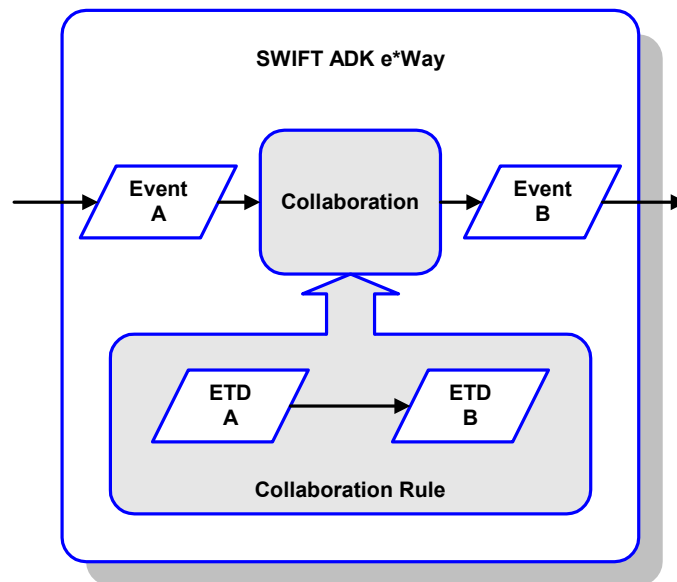 SWIFT ADK e*Way
Event
A
Collaboration
Event
B
ETD
A
ETD
B
Collaboration Rule